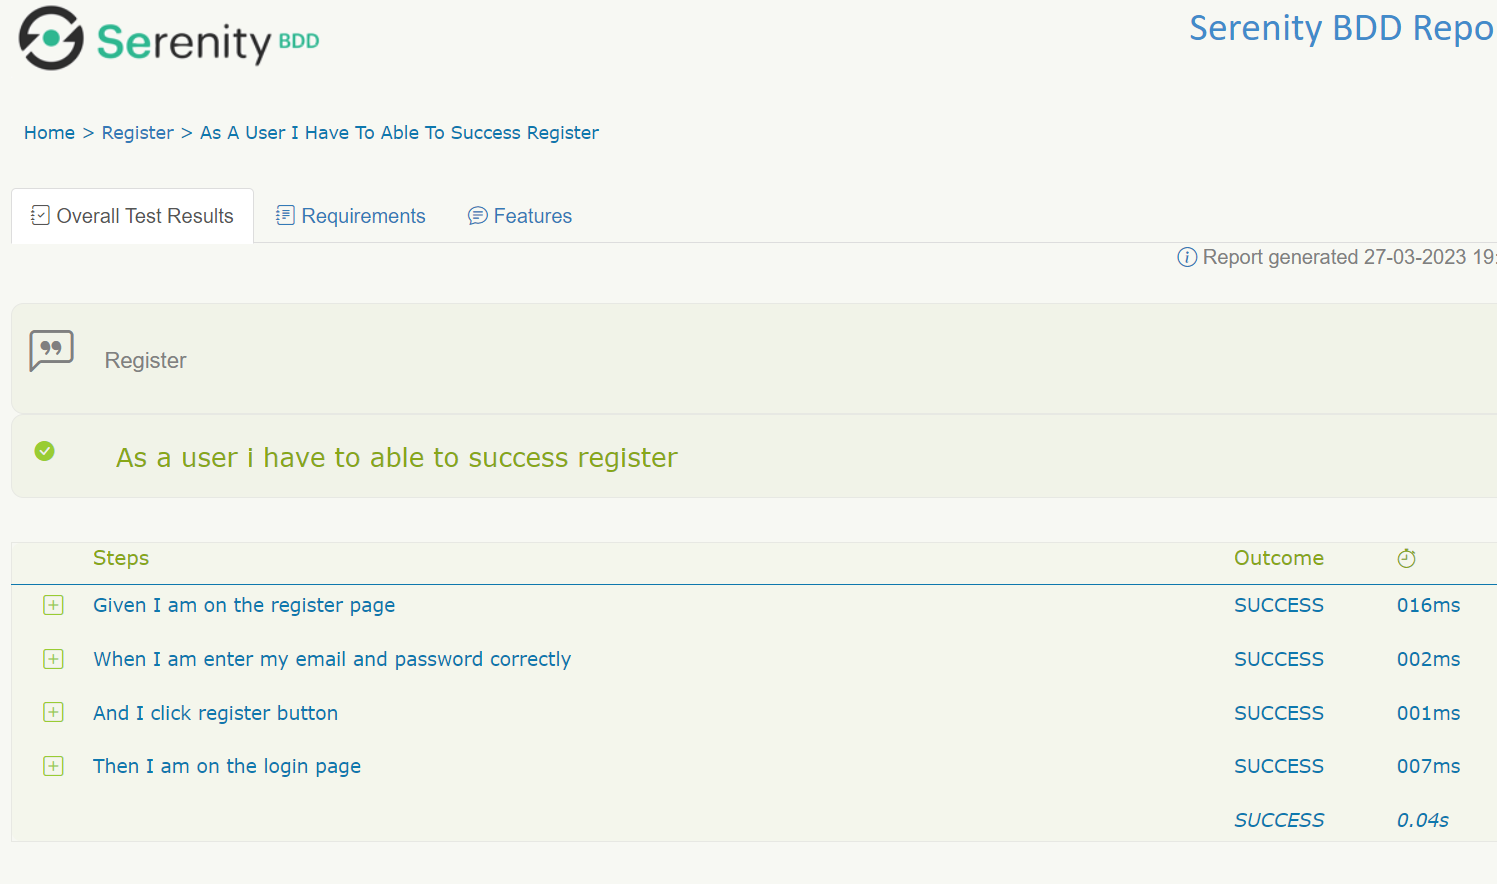 Serenity BDD
Serenity BDD Repo
Home > Register > As A User I Have To Able To Success Register
Overall Test Results Requirements Features
Report generated 27-03-2023 19:
Register
As a user i have to able to success register
Steps Outcome
Given I am on the register page SUCCESS 016ms
When I am enter my email and password correctly SUCCESS 002ms
And I click register button SUCCESS 001ms
Then I am on the login page SUCCESS 007ms
SUCCESS 0.04s